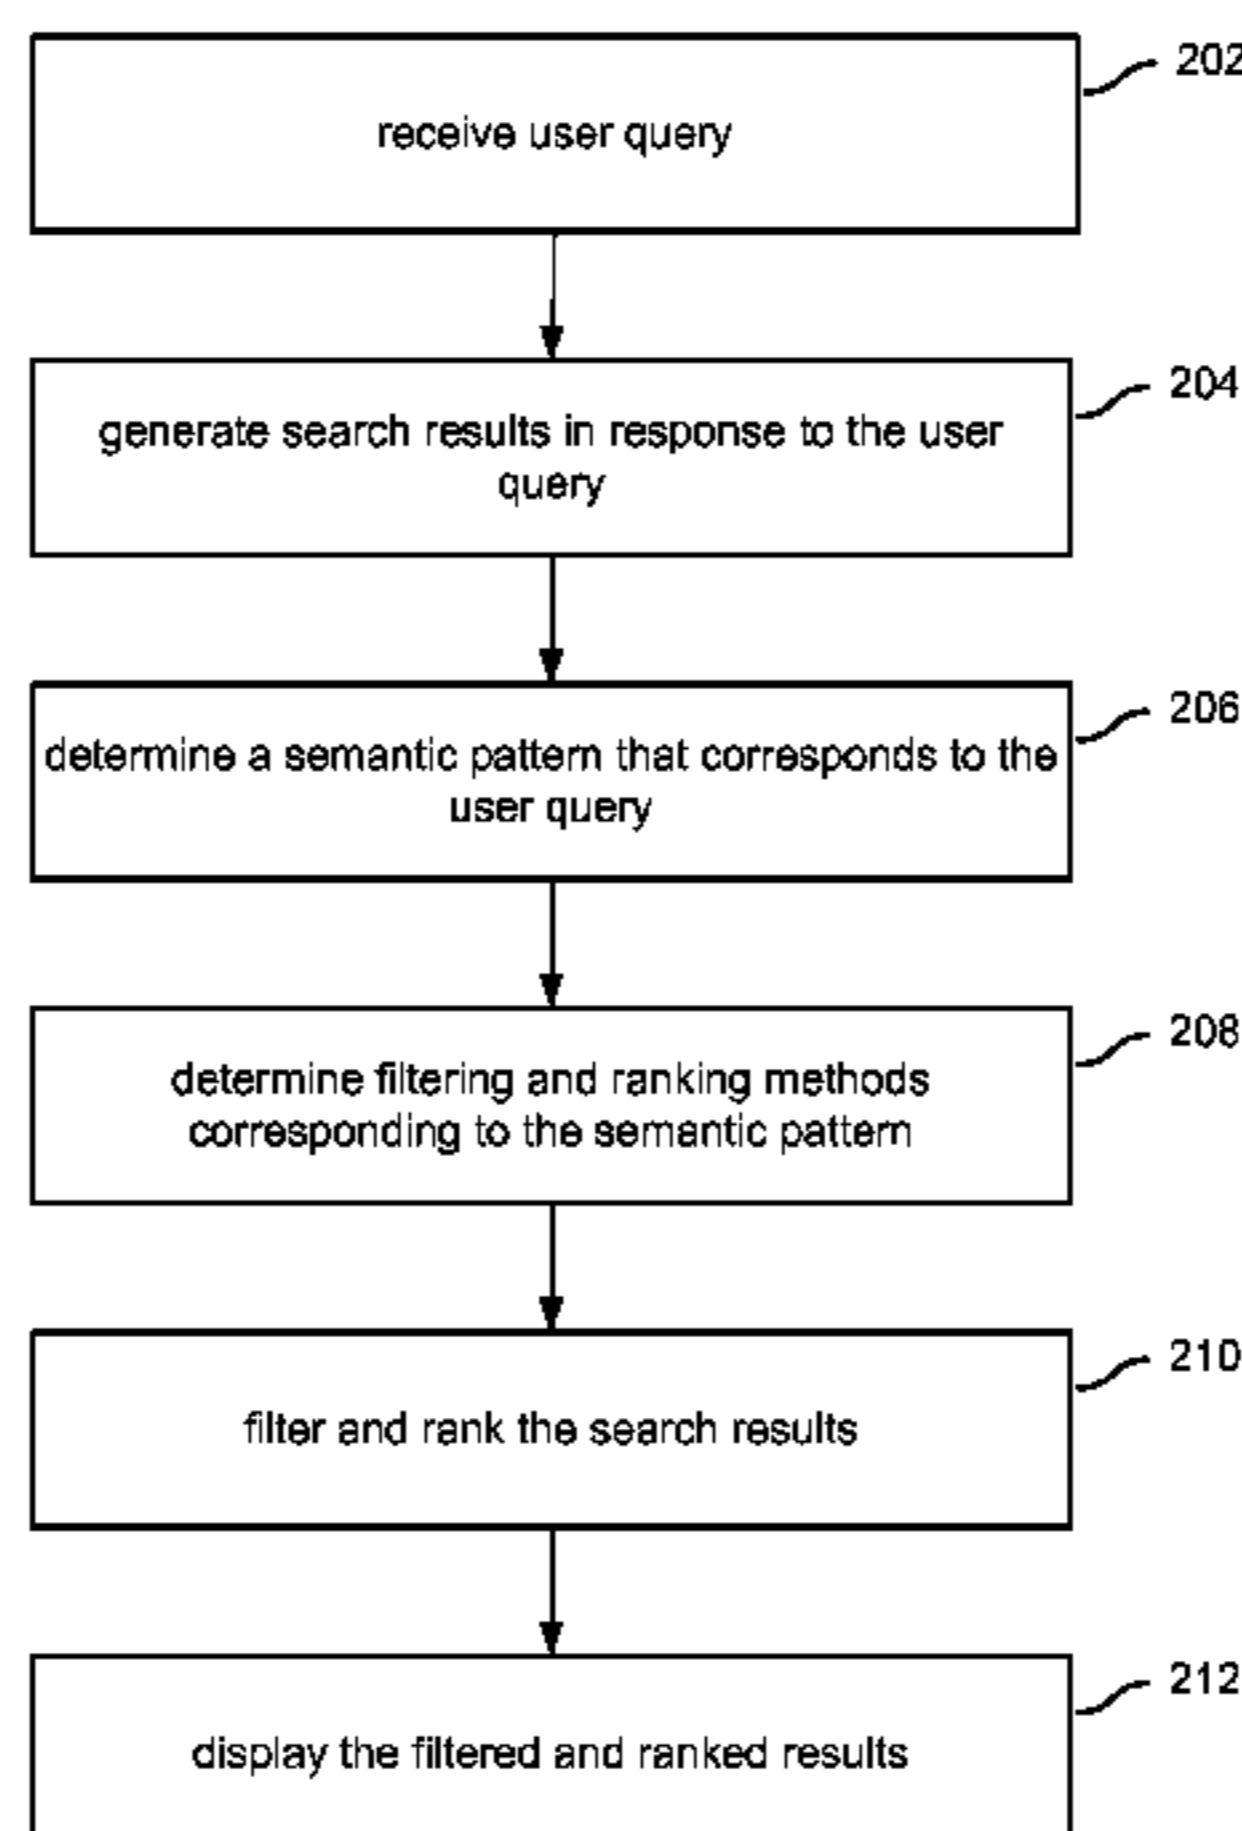 202
receive user query
204
generate search results in response to the user
query
206
determine a semantic pattern that corresponds to the
user query
208
determine filtering and ranking methods
corresponding to the semantic pattern
210
filter and rank the search results
212
display the filtered and ranked results